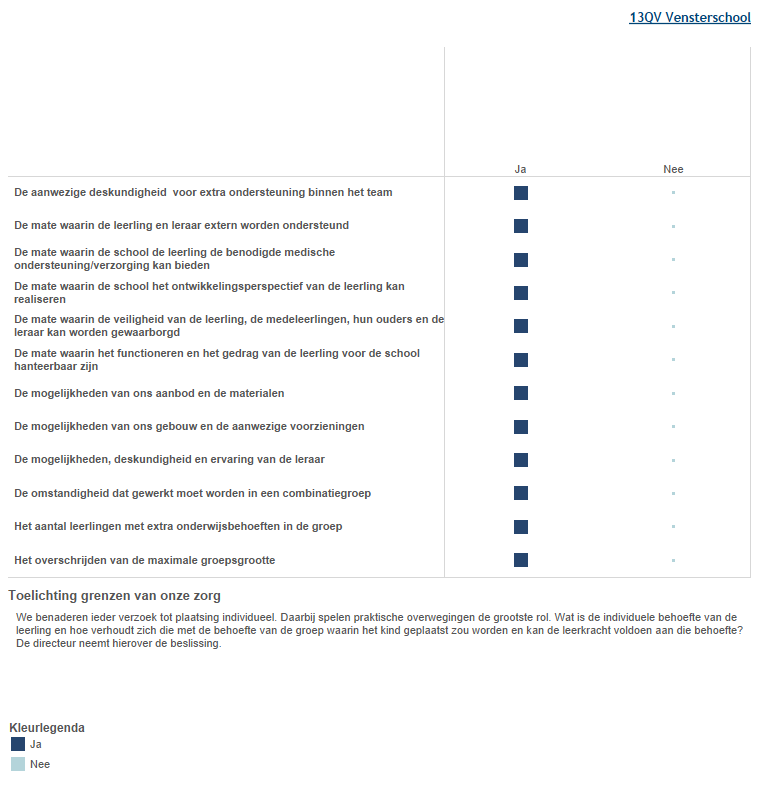 13QV Vensterschool
Ja Nee
De aanwezige deskundigheid  voor extra ondersteuning binnen het team
De mate waarin de leerling en leraar extern worden ondersteund
De mate waarin de school de leerling de benodigde medische
ondersteuning/verzorging kan bieden
De mate waarin de school het ontwikkelingsperspectief van de leerling kan
realiseren
De mate waarin de veiligheid van de leerling, de medeleerlingen, hun ouders en de
leraar kan worden gewaarborgd
De mate waarin het functioneren en het gedrag van de leerling voor de school
hanteerbaar zijn
De mogelijkheden van ons aanbod en de materialen
De mogelijkheden van ons gebouw en de aanwezige voorzieningen
De mogelijkheden, deskundigheid en ervaring van de leraar
De omstandigheid dat gewerkt moet worden in een combinatiegroep
Het aantal leerlingen met extra onderwijsbehoeften in de groep
Het overschrijden van de maximale groepsgrootte
Toelichting grenzen van onze zorg
We benaderen ieder verzoek tot plaatsing individueel. Daarbij spelen praktische overwegingen de grootste rol. Wat is de individuele behoefte van de
leerling en hoe verhoudt zich die met de behoefte van de groep waarin het kind geplaatst zou worden en kan de leerkracht voldoen aan die behoefte?
De directeur neemt hierover de beslissing.
Kleurlegenda
Ja
Nee